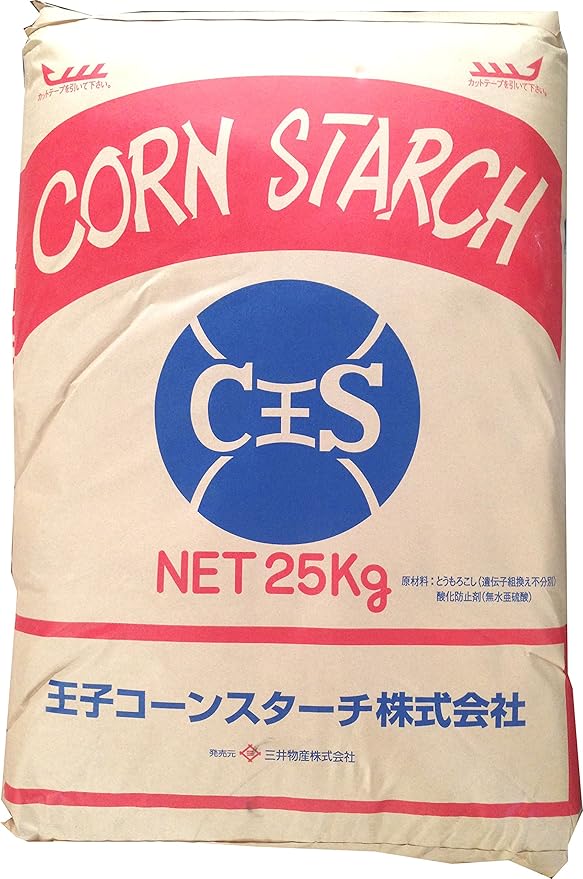 カットテープを引いて下さい。
カットテープを引いて下さい。
CORN STARCH
C王S
NET 25Kg
原材料:とうもろこし(遺伝子組換え不分別)
酸化防止剤(無水亜硫酸)
王子コーンスターチ株式会社
発売元 三井物産株式会社